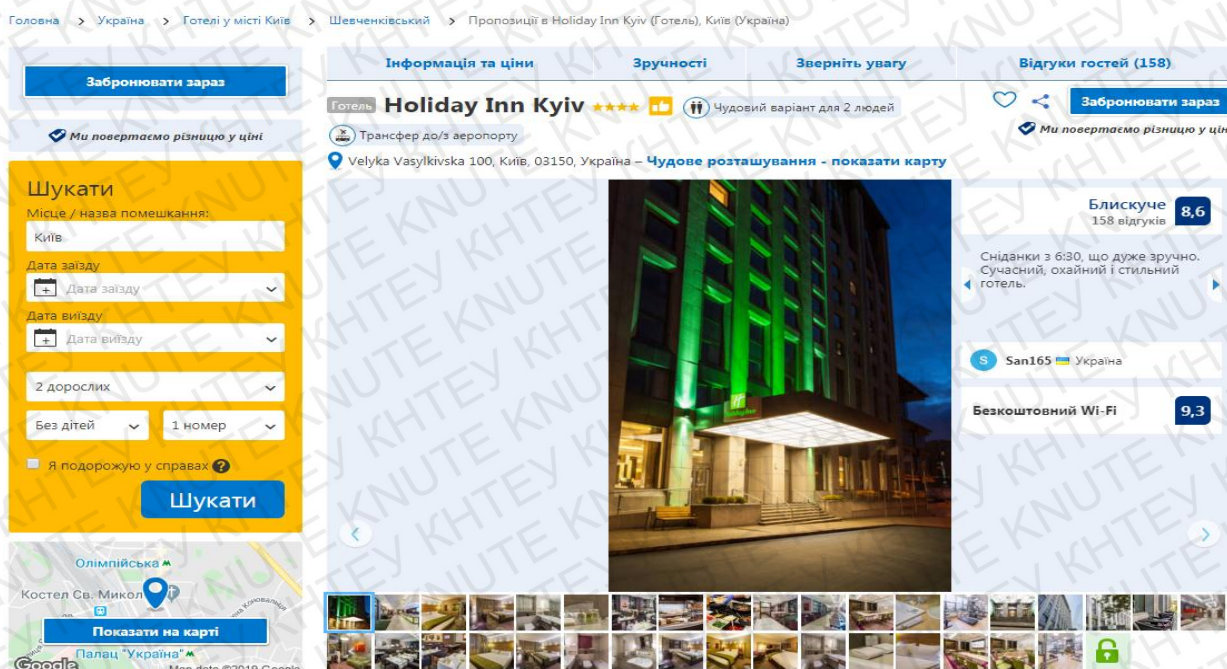 Головна > Україна > Готелі у місті Київ > Шевченківський > Пропозиції в Holiday Inn Kyiv (Готель), Київ (Україна)
Забронювати зараз
Ми повертаємо різницю у ціні
Шукати
Місце / назва помешкання:
Київ
Дата заїзду
Дата заїзду
Дата виїзду
Дата виїзду
2 дорослих
Без дітей
1 номер
Я подорожую у справах ?
Шукати
Олімпійська
Костел Св. Микол
Показати на карті
Палац "Україна"
Google
Map data ©2019 Google
Інформація та ціни
Зручності
Зверніть увагу
Відгуки гостей (158)
Готель Holiday Inn Kyiv
Чудовий варіант для 2 людей
Забронювати зараз
Трансфер до/з аеропорту
Ми повертаємо різницю у цін
Velyka Vasylkivska 100, Київ, 03150, Україна – Чудове розташування - показати карту
Holiday Inn
Блискуче 8,6
158 відгуків
Сніданки з 6:30, що дуже зручно.
Сучасний, охайний і стильний
готель.
S San165 Україна
Безкоштовний Wi-Fi 9,3
KHTEУ KNUTE